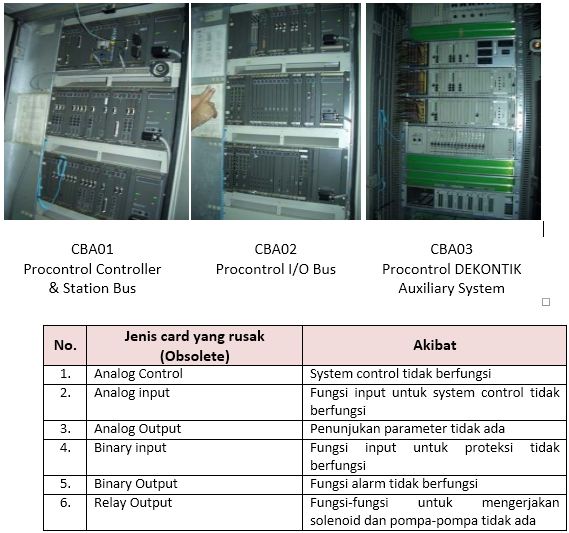 CBA01
Procontrol Controller
& Station Bus
CBA02
Procontrol I/O Bus
CBA03
Procontrol DEKONTIK
Auxiliary System
No.
Jenis card yang rusak
(Obsolete)
Akibat
1.
Analog Control
System control tidak berfungsi
2.
Analog input
Fungsi input untuk system control tidak
berfungsi
3.
Analog Output
Penunjukan parameter tidak ada
4.
Binary input
Fungsi input untuk proteksi tidak
berfungsi
5.
Binary Output
Fungsi alarm tidak berfungsi
6.
Relay Output
Fungsi-fungsi untuk mengerjakan
solenoid dan pompa-pompa tidak ada